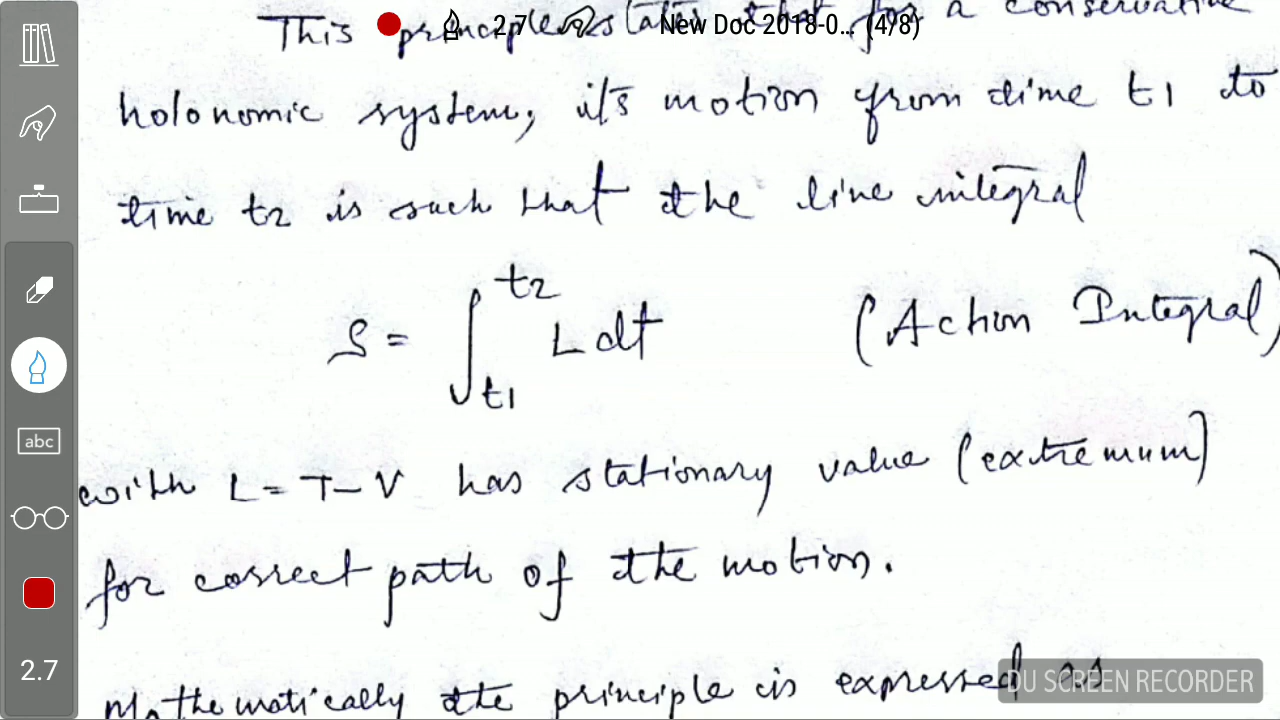 2.7 New Doc 2018-0... (4/8)
This principle states that for a conservative
holonomic system, it's motion from time t1 to
time t2 is such that the line integral
S = ∫_{t1}^{t2} L dt (Action Integral)
with L = T - V has stationary value (extremum)
for correct path of the motion.
abc
2.7
Mathematically the principle is expressed as
DU SCREEN RECORDER